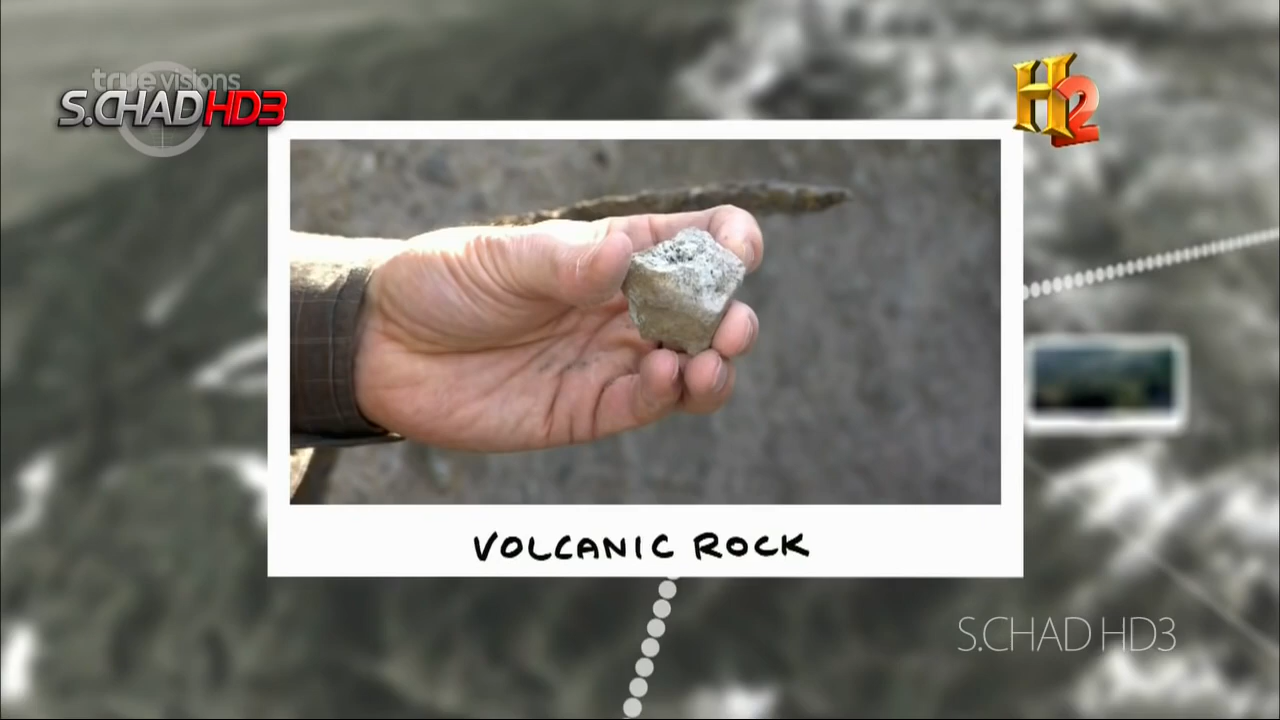 true visions
S.CHAD HD3
H2
VOLCANIC ROCK
S.CHAD HD3